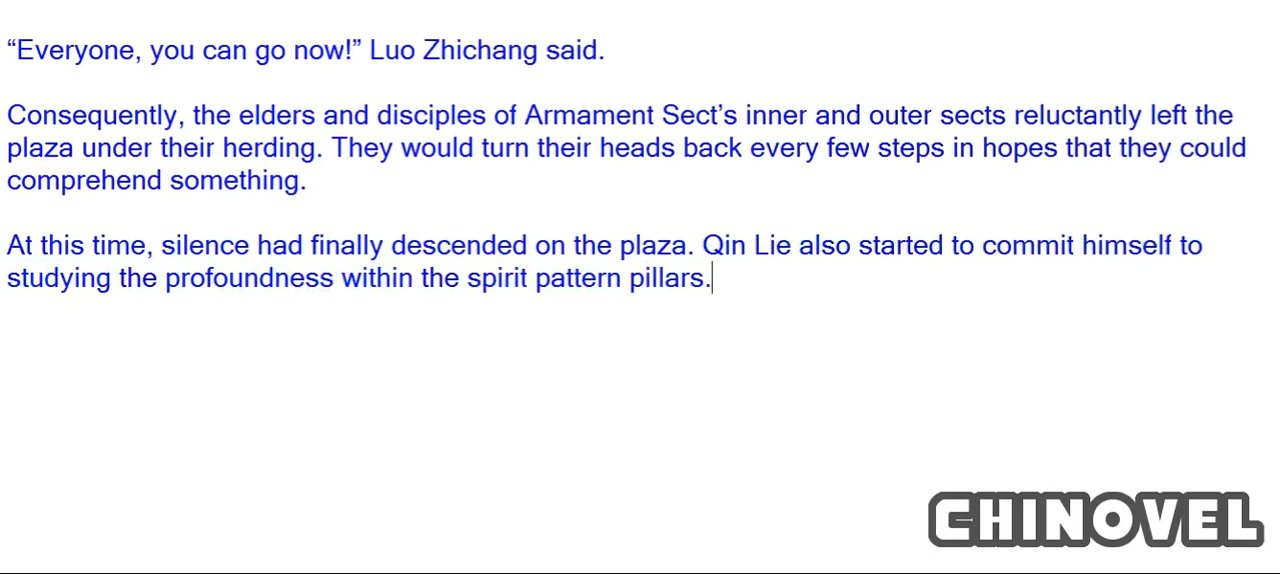 “Everyone, you can go now!” Luo Zhichang said.
Consequently, the elders and disciples of Armament Sect’s inner and outer sects reluctantly left the
plaza under their herding. They would turn their heads back every few steps in hopes that they could
comprehend something.
At this time, silence had finally descended on the plaza. Qin Lie also started to commit himself to
studying the profoundness within the spirit pattern pillars.
CHINOVEL